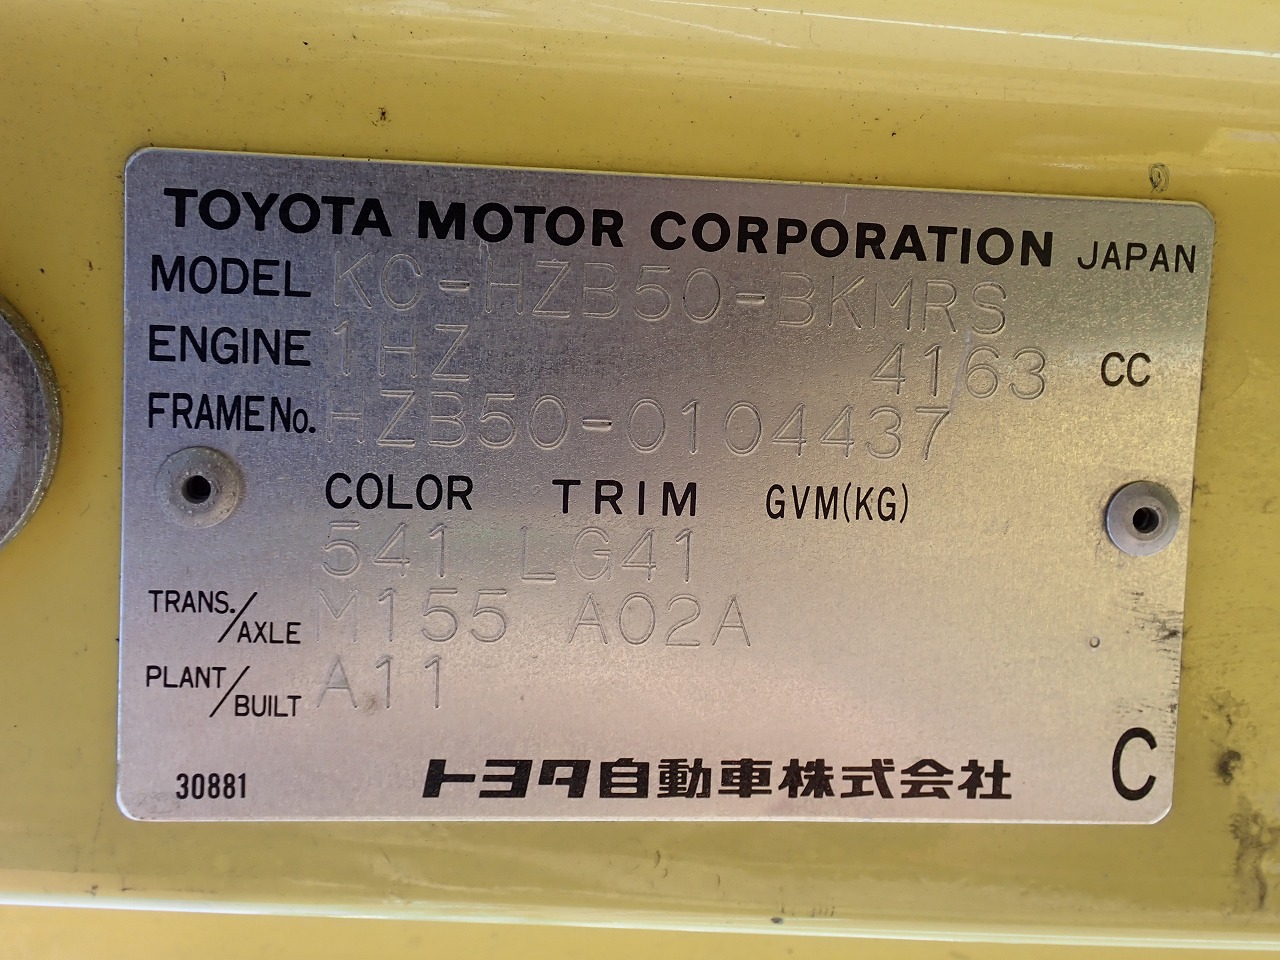 TOYOTA MOTOR CORPORATION JAPAN
MODEL KC-HZB50-BKMRS
ENGINE 1HZ 4163 CC
FRAME No. HZB50-0104437
COLOR TRIM GVM(KG)
541 LG41
TRANS./AXLE M155 A02A
PLANT/BUILT A11
30881 トヨタ自動車株式会社 C